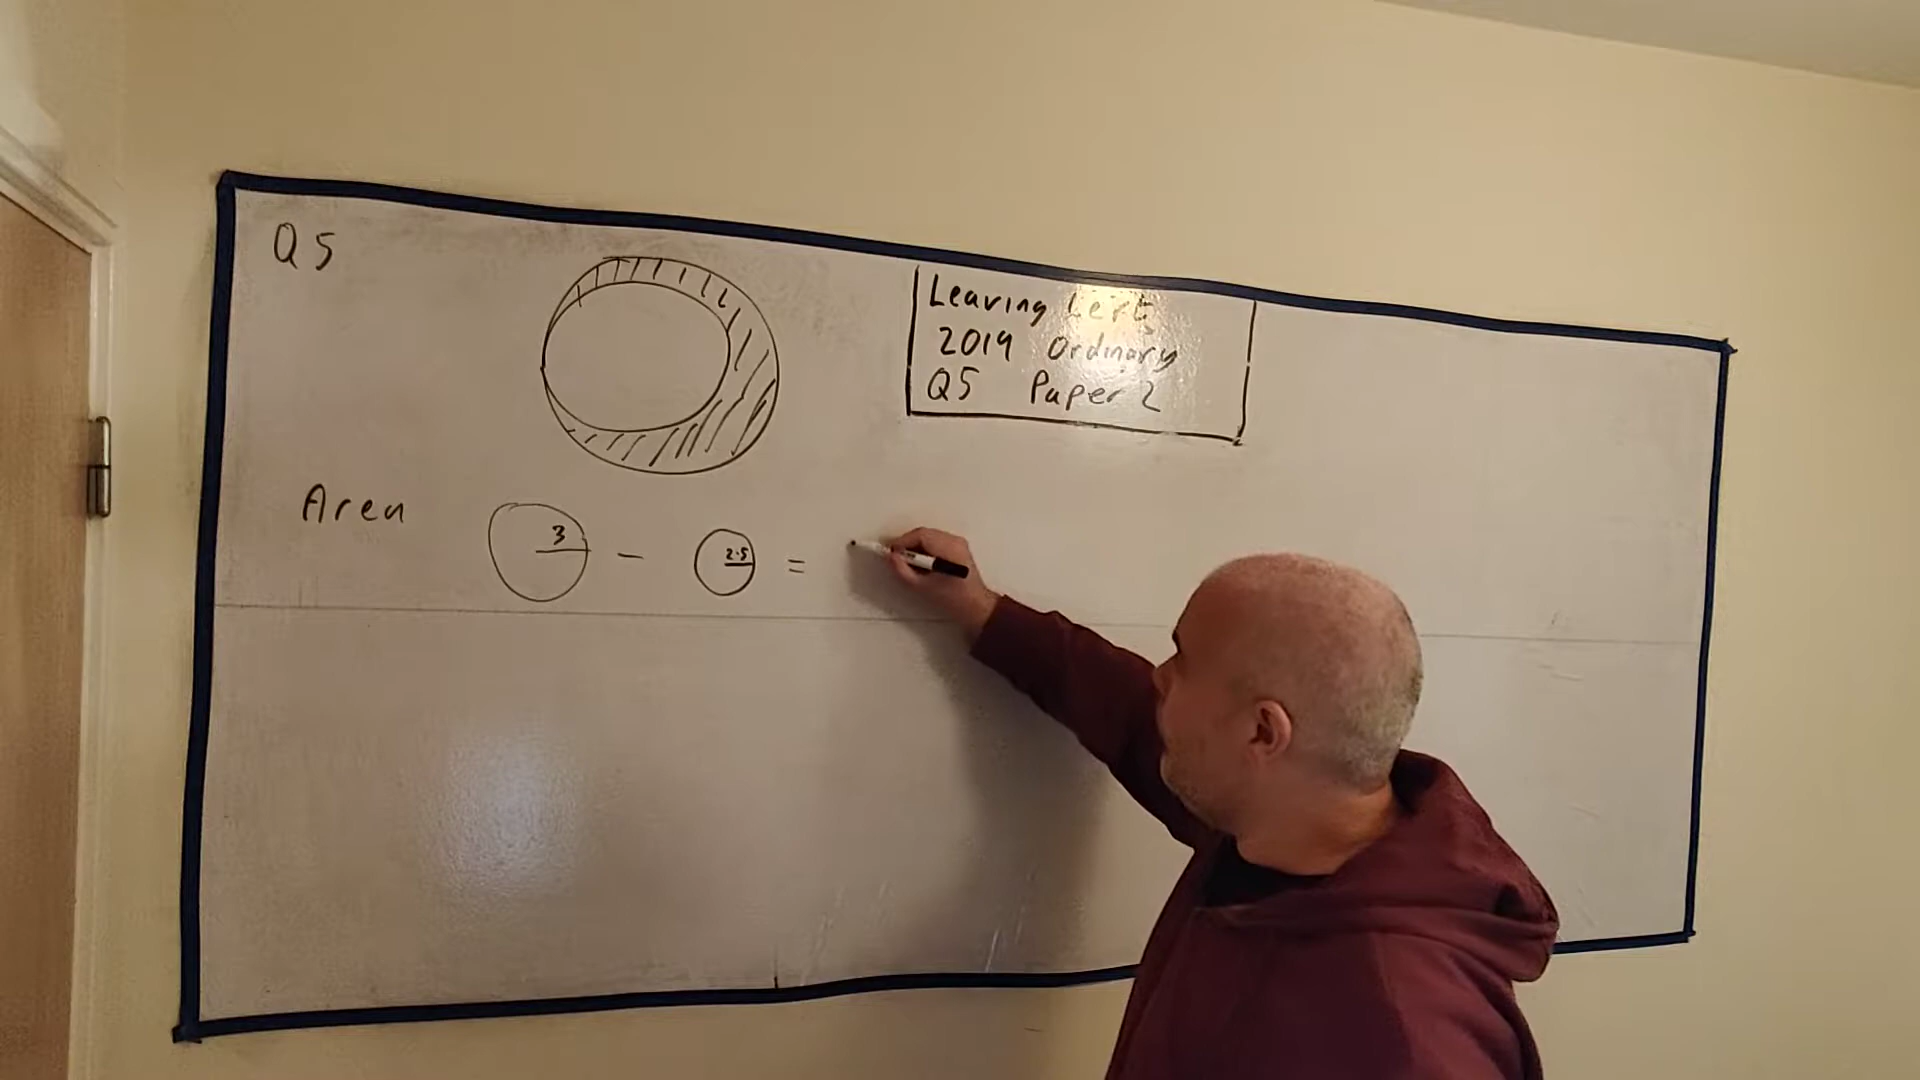 Q5
Leaving Cert
2019 Ordinary
Q5 Paper 2
Area
3 - 2.5 =